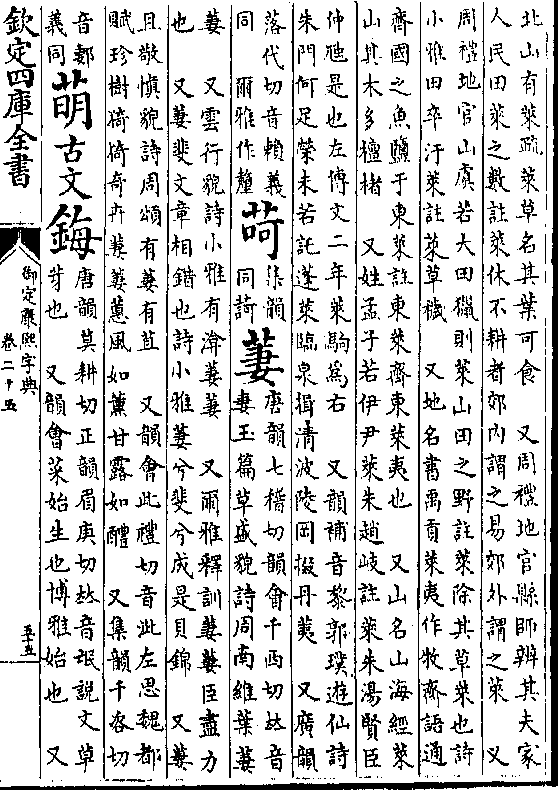 北山有萊疏萊草名其葉可食　又周禮地官縣師辨其夫家
人民田萊之數註萊休不耕者郊內謂之易郊外謂之萊　又
周禮地官山虞若大田獵則萊山田之野註萊除其草萊也詩
小雅田卒汙萊註萊草穢　又地名書禹貢萊夷作牧齊語通
齊國之魚鹽于東萊註東萊齊東萊夷也　又山名山海經萊
山其木多檀楮　又姓孟子若伊尹萊朱趙岐註萊朱湯賢臣
仲虺是也左傳文二年萊駒爲右　又韻補音黎郭璞遊仙詩
朱門何足榮未若託蓬萊臨泉揖清波陵岡掇丹荑　又廣韻
落代切音賴義
同　爾雅作釐
萪
集韻
同
萋
唐韻七稽切韻會千西切𠀤音
妻玉篇草盛貌詩周南維葉萋
萋　又雲行貌詩小雅有渰萋萋　又爾雅釋訓萋萋臣盡力
也　又萋斐文章相錯也詩小雅萋兮斐兮成是貝錦　又萋
且敬慎貌詩周頌有萋有苴　又韻會此禮切音泚左思魏都
賦珍樹猗猗奇卉萋萋蕙風如薰甘露如醴　又集韻千咨切
音郪
義同
萌
古文
唐韻莫耕切正韻眉庚切𠀤音氓說文草
芽也　又韻會菜始生也博雅始也　又
欽定四庫全書
御定康熙字典
卷二十五
五十五